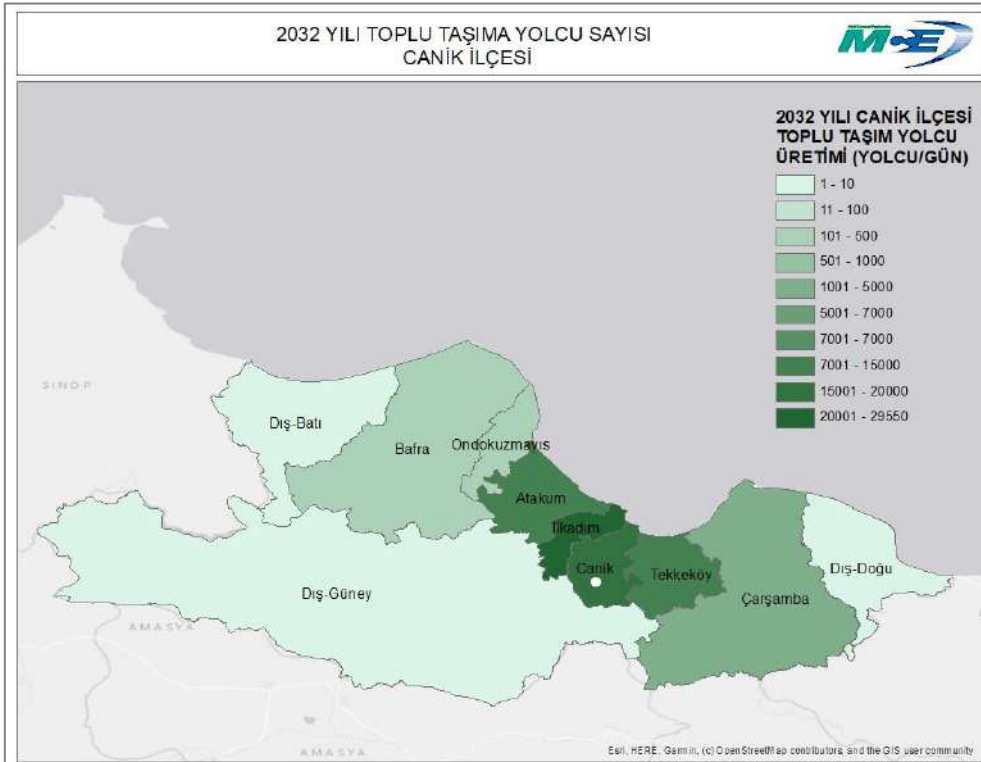 2032 YILI TOPLU TAŞIMA YOLCU SAYISI
CANİK İLÇESİ
MCE
2032 YILI CANİK İLÇESİ
TOPLU TAŞIM YOLCU
ÜRETİMİ (YOLCU/GÜN)
1 - 10
11 - 100
101 - 500
501 - 1000
1001 - 5000
5001 - 7000
7001 - 7000
7001 - 15000
15001 - 20000
20001 - 29550
SINOP
Dış-Batı
Bafra
Ondokuzmayıs
Atakum
İlkadım
Canik
Tekkeköy
Dış-Doğu
Çarşamba
Dış-Güney
AMASYA
AMASYA
Esri, HERE, Garmin, (c) OpenStreetMap contributors, and the GIS user community